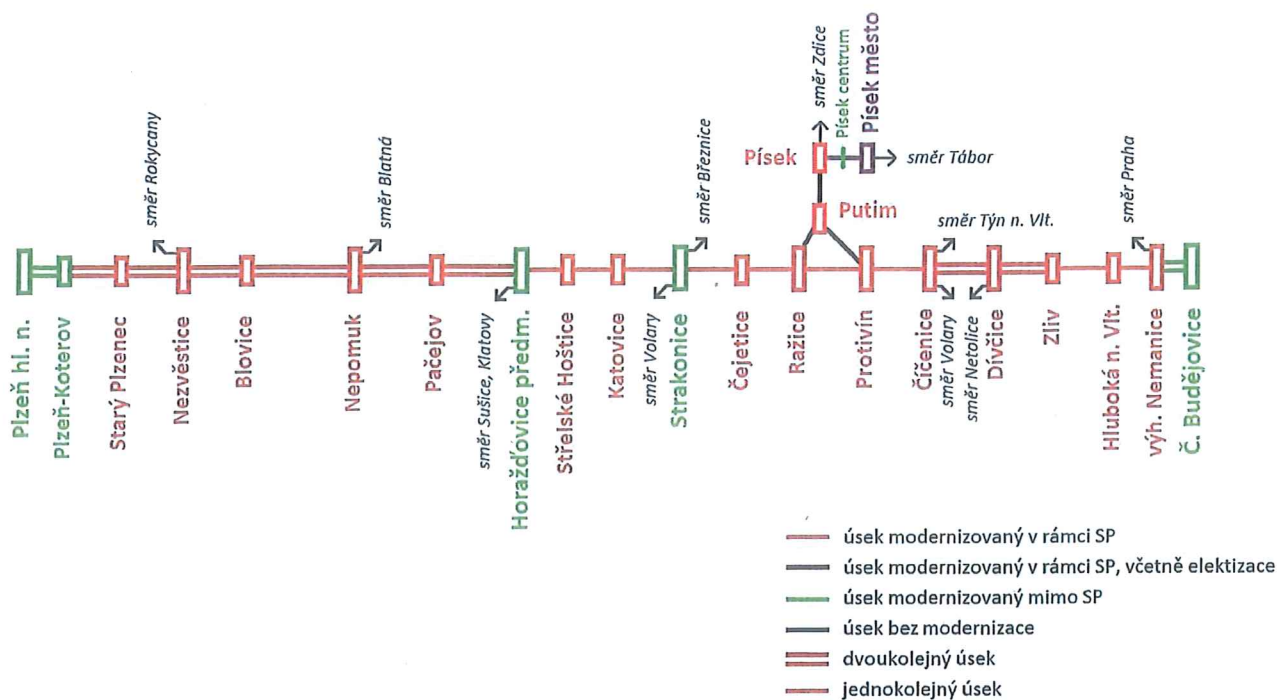 směr Zdice
Písek centrum
Písek město
Písek
směr Tábor
směr Rokycany
směr Blatná
směr Březnice
Putim
směr Týn n. Vlt.
směr Praha
Plzeň hl. n.
Plzeň-Koterov
Starý Plzenec
Nezvěstice
Blovice
Nepomuk
Pačejov
směr Sušice, Klatovy
Horažďovice předm.
Střelské Hoštice
Katovice
směr Volary
Strakonice
Čejetice
Ražice
Protivín
Číčenice
směr Volary
směr Netolice
Dívčice
Zliv
Hluboká n. Vlt.
výh. Nemanice
Č. Budějovice
úsek modernizovaný v rámci SP
úsek modernizovaný v rámci SP, včetně elektizace
úsek modernizovaný mimo SP
úsek bez modernizace
dvoukolejný úsek
jednokolejný úsek